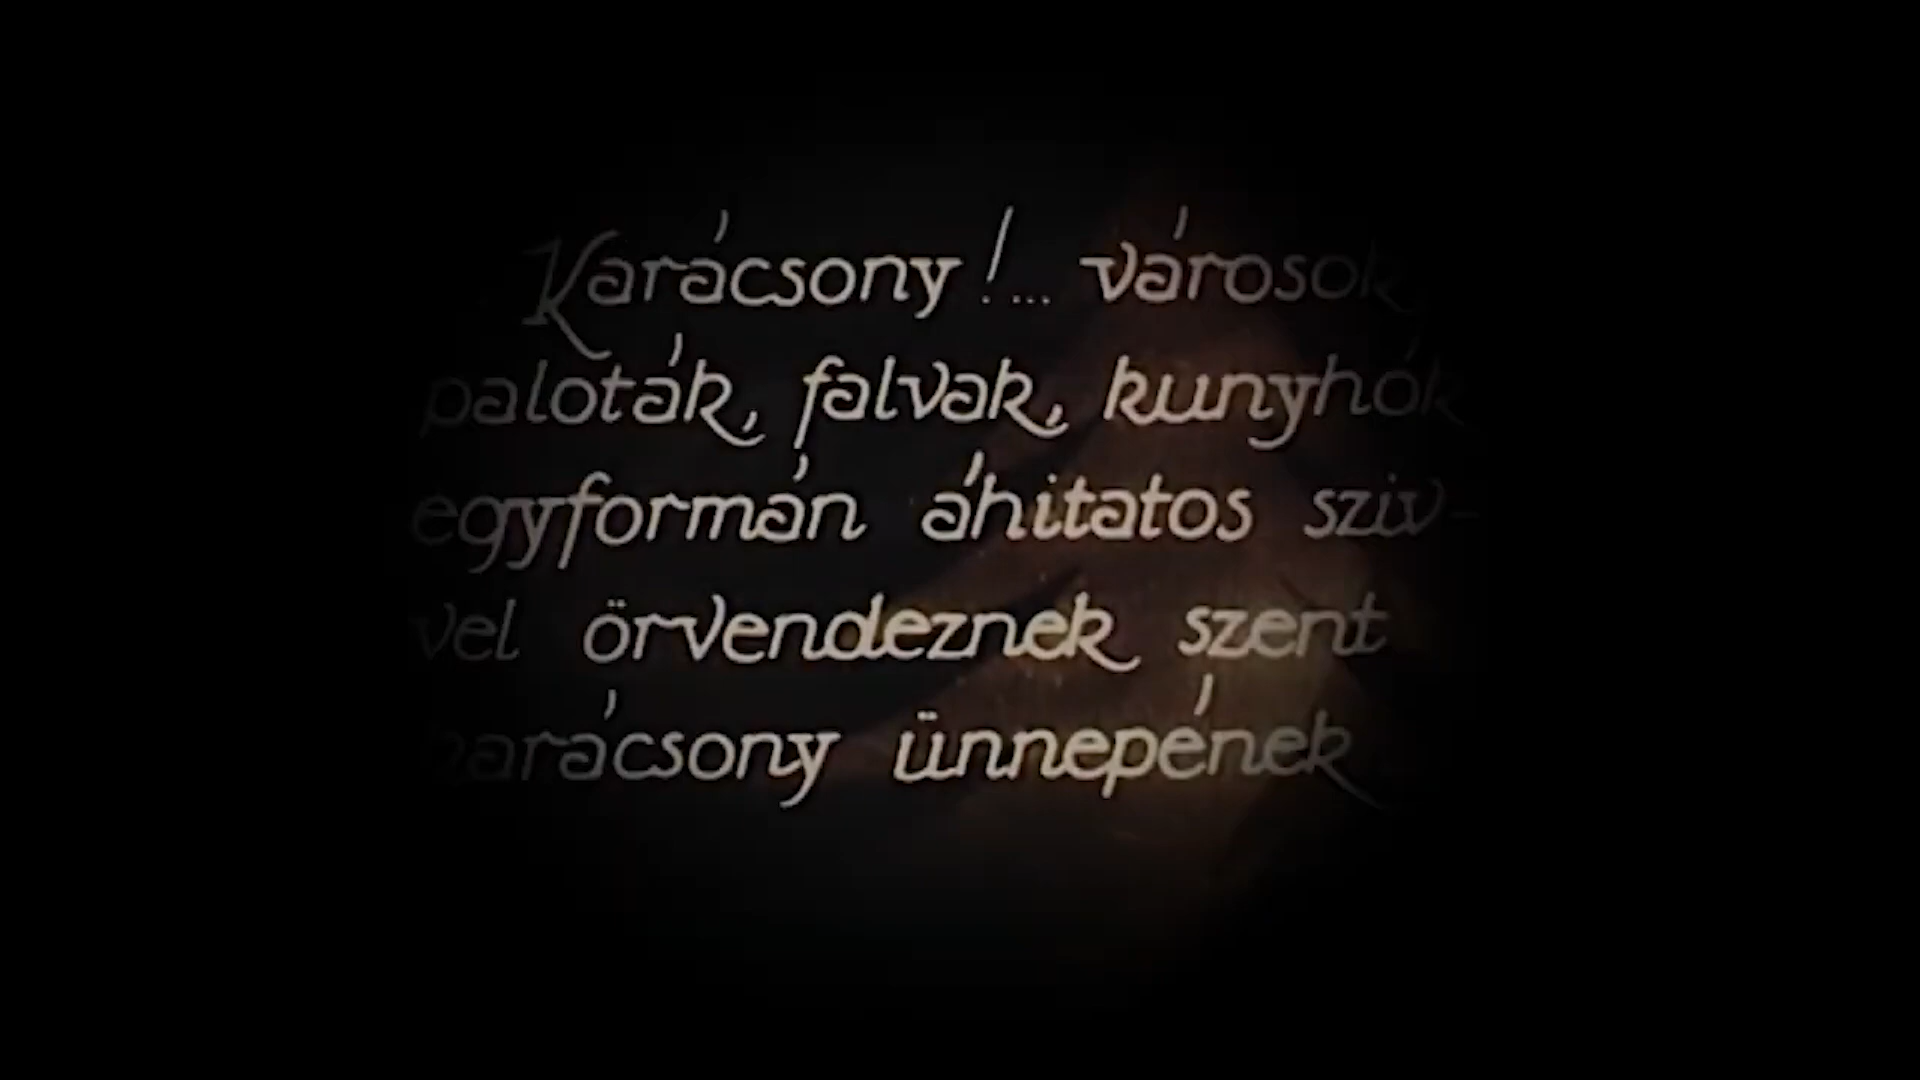 Karácsony!... városok,
paloták, falvak, kunyhók
egyformán áhitatos sziv-
vel örvendeznek szent
karácsony ünnepének